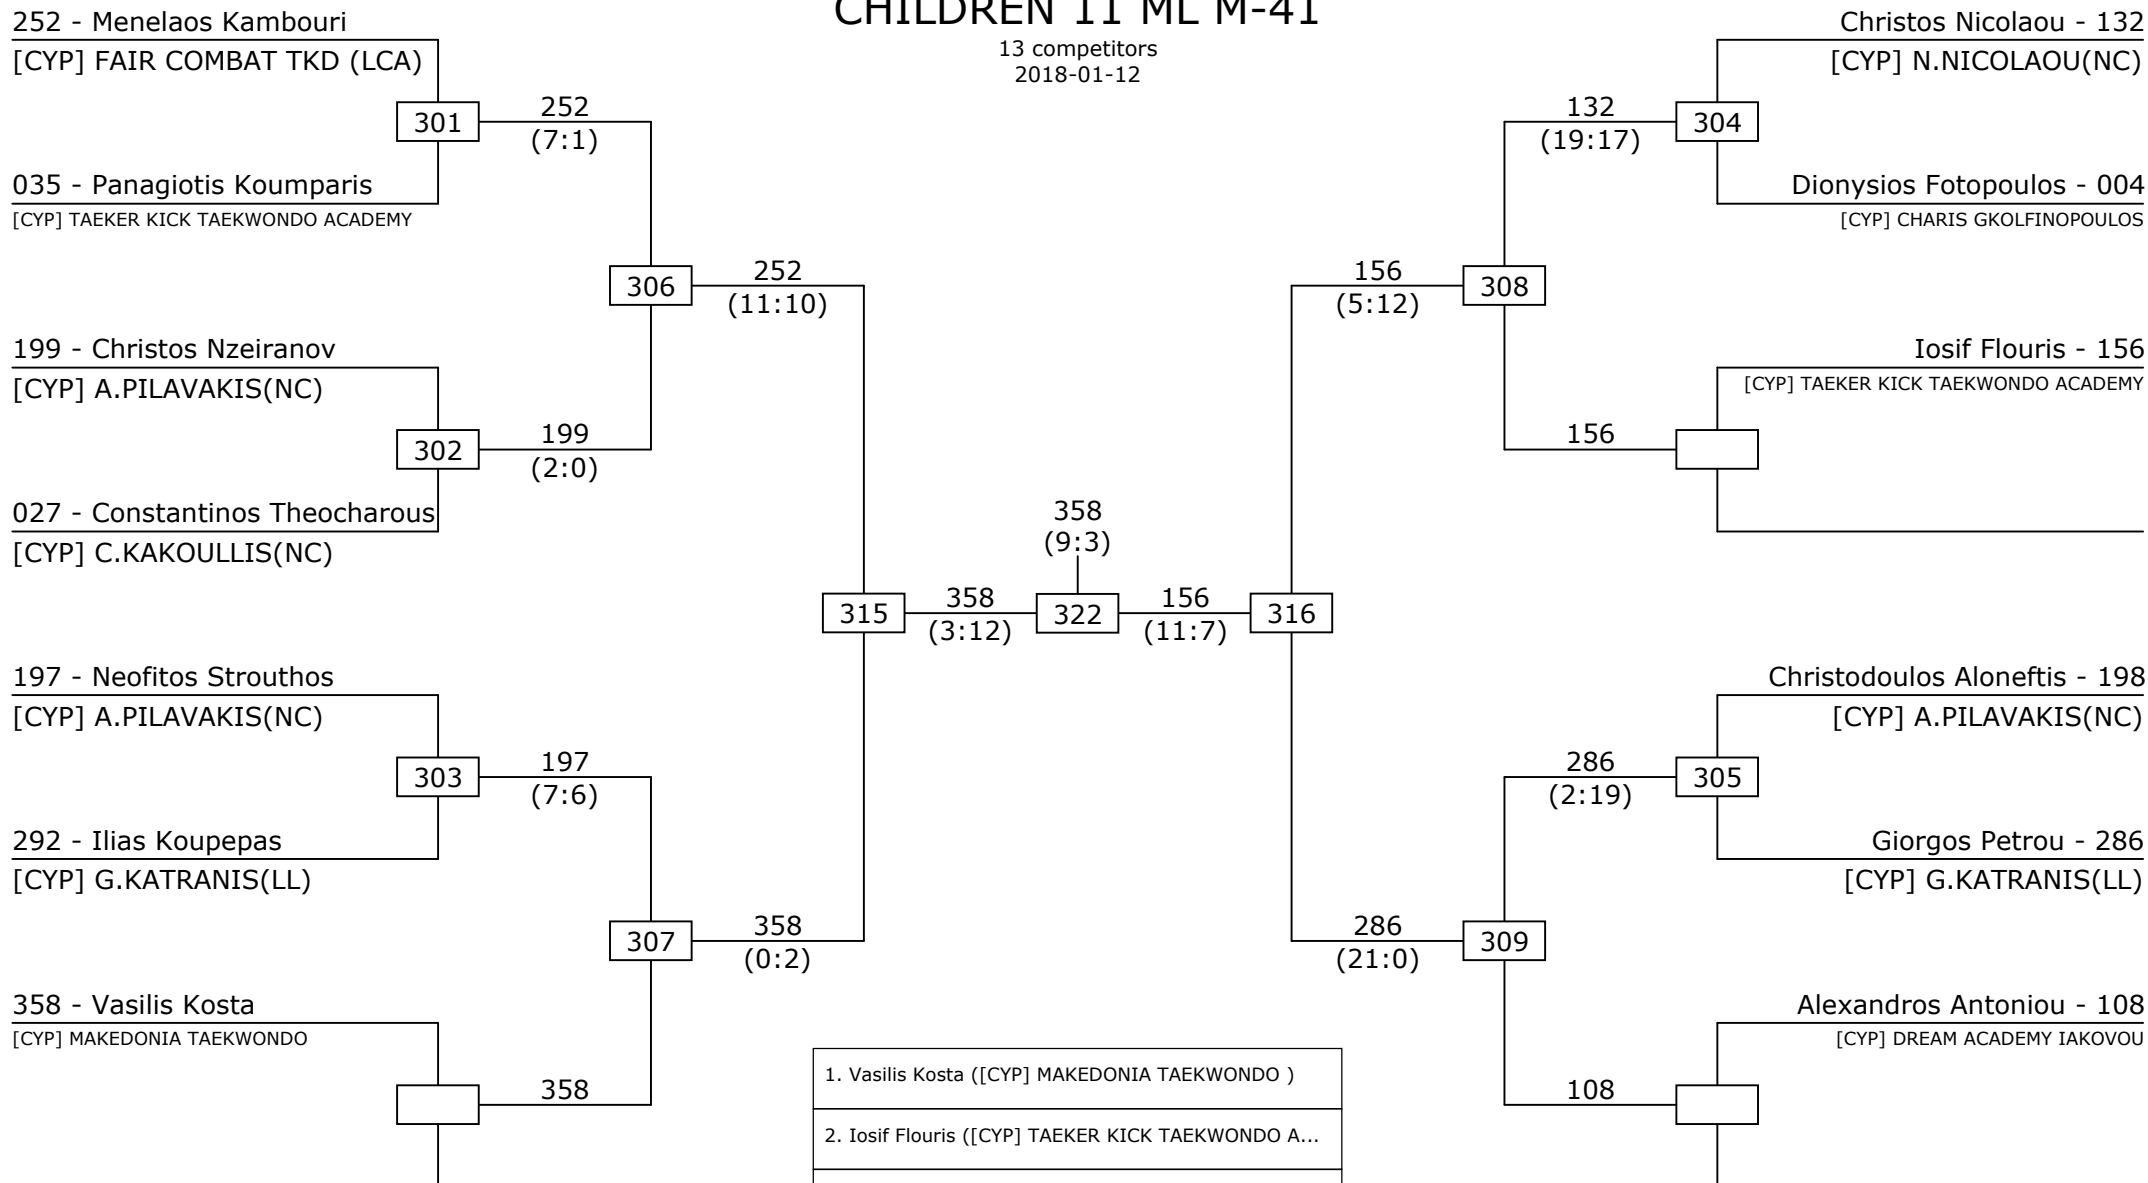 CHILDREN 11 ML M-41
13 competitors
2018-01-12
252 - Menelaos Kambouri
[CYP] FAIR COMBAT TKD (LCA)
301
252
(7:1)
035 - Panagiotis Koumparis
[CYP] TAEKER KICK TAEKWONDO ACADEMY
306
252
(11:10)
199 - Christos Nzeiranov
[CYP] A.PILAVAKIS(NC)
302
199
(2:0)
027 - Constantinos Theocharous
[CYP] C.KAKOULLIS(NC)
315
358
(3:12)
197 - Neofitos Strouthos
[CYP] A.PILAVAKIS(NC)
303
197
(7:6)
292 - Ilias Koupepas
[CYP] G.KATRANIS(LL)
307
358
(0:2)
358 - Vasilis Kosta
[CYP] MAKEDONIA TAEKWONDO
358
358
(9:3)
322
Christos Nicolaou - 132
[CYP] N.NICOLAOU(NC)
132
(19:17)
304
Dionysios Fotopoulos - 004
[CYP] CHARIS GKOLFINOPOULOS
156
(5:12)
308
Iosif Flouris - 156
[CYP] TAEKER KICK TAEKWONDO ACADEMY
156
156
(11:7)
316
Christodoulos Aloneftis - 198
[CYP] A.PILAVAKIS(NC)
286
(2:19)
305
Giorgos Petrou - 286
[CYP] G.KATRANIS(LL)
286
(21:0)
309
Alexandros Antoniou - 108
[CYP] DREAM ACADEMY IAKOVOU
108
1. Vasilis Kosta ([CYP] MAKEDONIA TAEKWONDO )
2. Iosif Flouris ([CYP] TAEKER KICK TAEKWONDO A...